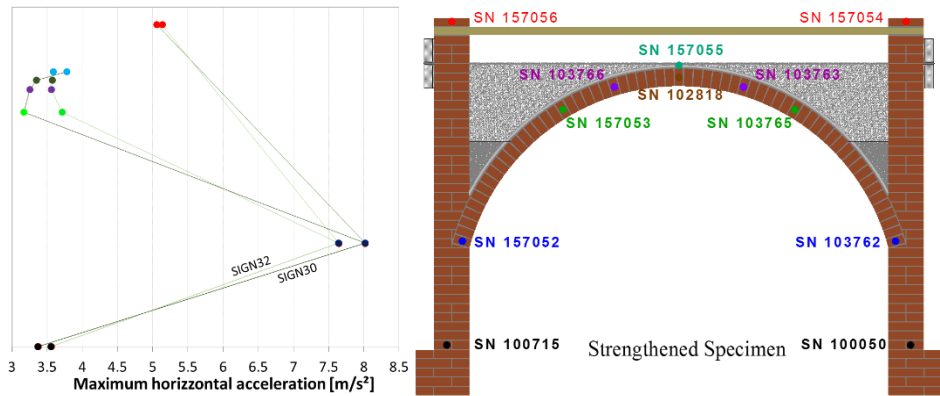 SIGN32
SIGN30
3 3.5 4 4.5 5 5.5 6 6.5 7 7.5 8 8.5
Maximum horizzontal acceleration [m/s²]
SN 157056 SN 157054
SN 157055
SN 103766 SN 103763
SN 102818
SN 157053 SN 103765
SN 157052 SN 103762
SN 100715 Strengthened Specimen SN 100050